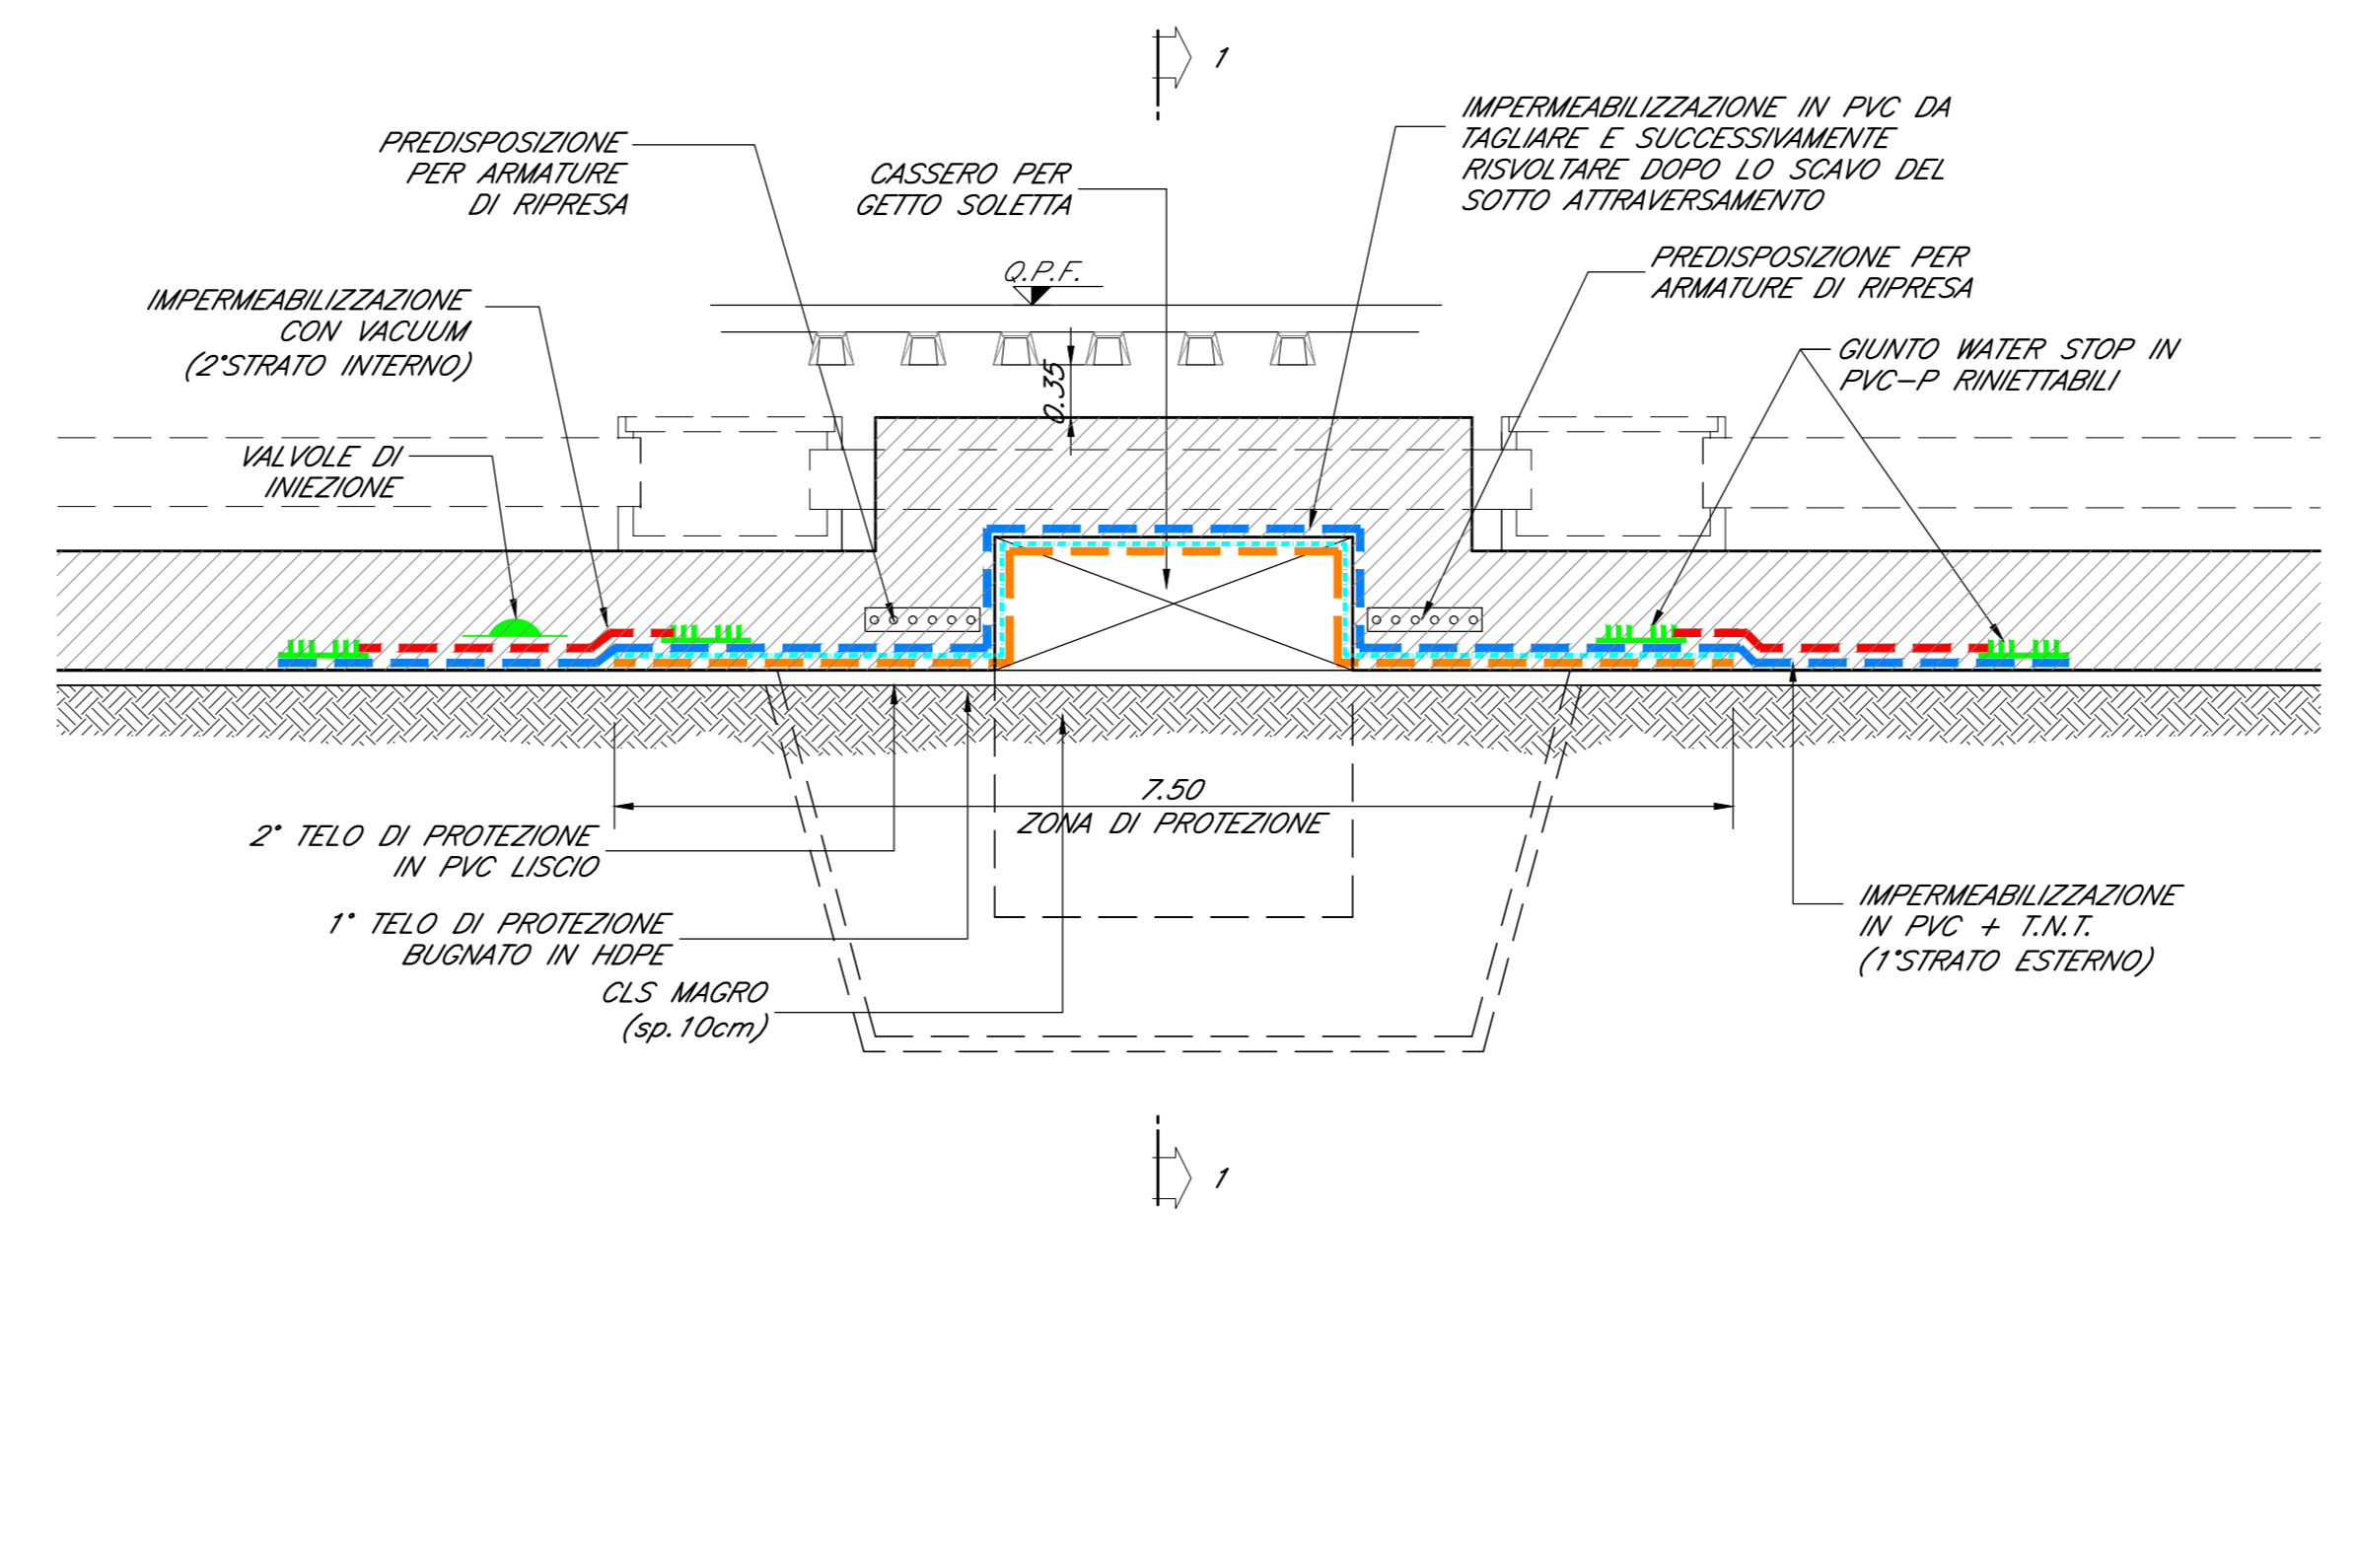 1
IMPERMEABILIZZAZIONE IN PVC DA
TAGLIARE E SUCCESSIVAMENTE
RISVOLTARE DOPO LO SCAVO DEL
SOTTO ATTRAVERSAMENTO
PREDISPOSIZIONE
PER ARMATURE
DI RIPRESA
CASSERO PER
GETTO SOLETTA
PREDISPOSIZIONE PER
ARMATURE DI RIPRESA
Q.P.F.
IMPERMEABILIZZAZIONE
CON VACUUM
(2°STRATO INTERNO)
GIUNTO WATER STOP IN
PVC-P RINIETTABILI
0.35
VALVOLE DI
INIEZIONE
7.50
ZONA DI PROTEZIONE
2° TELO DI PROTEZIONE
IN PVC LISCIO
1° TELO DI PROTEZIONE
BUGNATO IN HDPE
CLS MAGRO
(sp.10cm)
IMPERMEABILIZZAZIONE
IN PVC + T.N.T.
(1°STRATO ESTERNO)
1